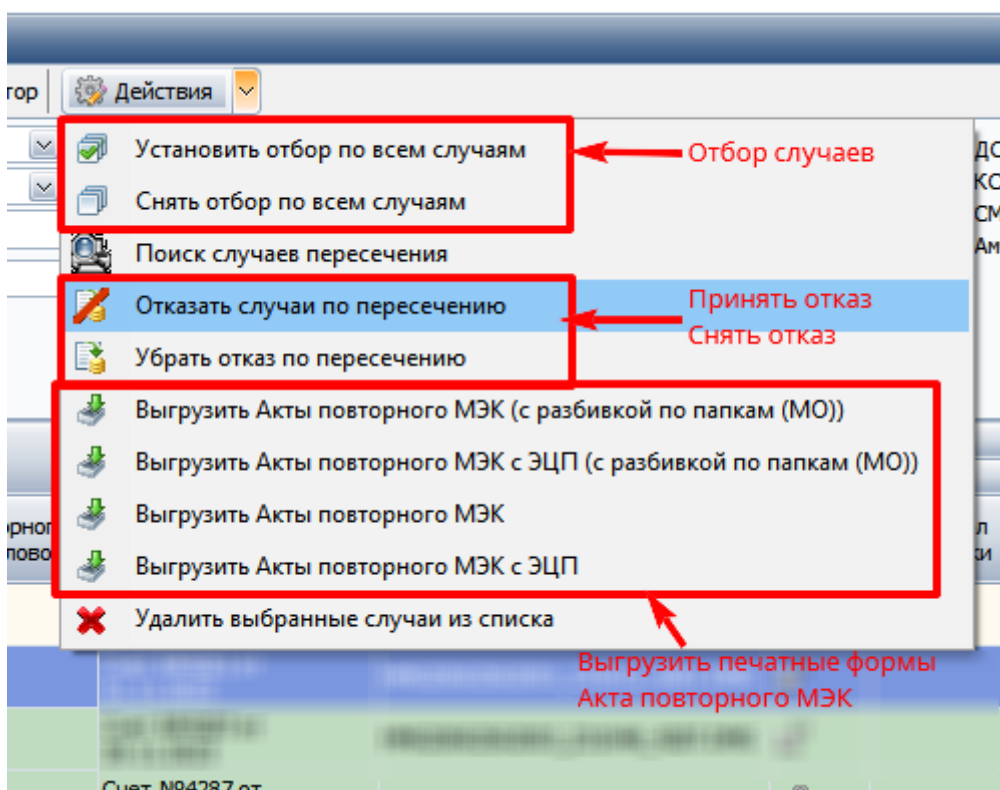 тор Действия
Установить отбор по всем случаям
Отбор случаев
Снять отбор по всем случаям
Поиск случаев пересечения
Отказать случаи по пересечению
Принять отказ
Снять отказ
Убрать отказ по пересечению
Выгрузить Акты повторного МЭК (с разбивкой по папкам (МО))
Выгрузить Акты повторного МЭК с ЭЦП (с разбивкой по папкам (МО))
Выгрузить Акты повторного МЭК
Выгрузить Акты повторного МЭК с ЭЦП
Удалить выбранные случаи из списка
Выгрузить печатные формы
Акта повторного МЭК
Счет №4287 от